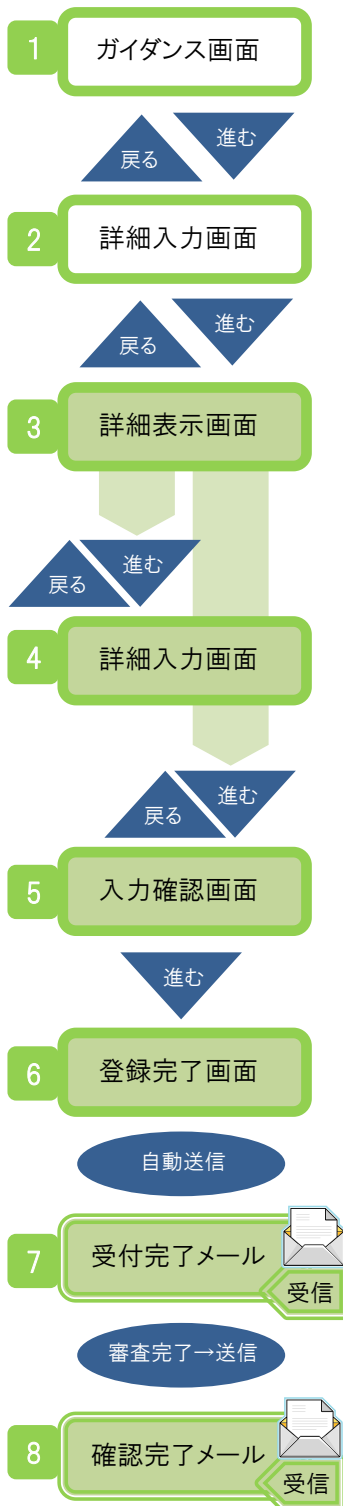 1
ガイダンス画面
戻る
進む
2
詳細入力画面
戻る
進む
3
詳細表示画面
戻る
進む
4
詳細入力画面
戻る
進む
5
入力確認画面
進む
6
登録完了画面
自動送信
7
受付完了メール
受信
審査完了→送信
8
確認完了メール
受信